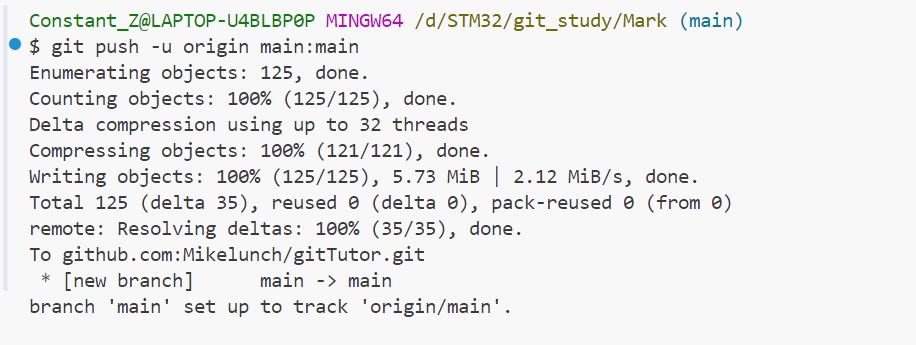 Constant_Z@LAPTOP-U4BLBP0P MINGW64 /d/STM32/git_study/Mark (main)
$ git push -u origin main:main
Enumerating objects: 125, done.
Counting objects: 100% (125/125), done.
Delta compression using up to 32 threads
Compressing objects: 100% (121/121), done.
Writing objects: 100% (125/125), 5.73 MiB | 2.12 MiB/s, done.
Total 125 (delta 35), reused 0 (delta 0), pack-reused 0 (from 0)
remote: Resolving deltas: 100% (35/35), done.
To github.com:Mikelunch/gitTutor.git
 * [new branch]      main -> main
branch 'main' set up to track 'origin/main'.